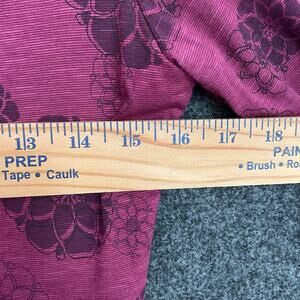 13 14 15 16 17 18
PREP PAIN
Tape • Caulk • Brush • Ro